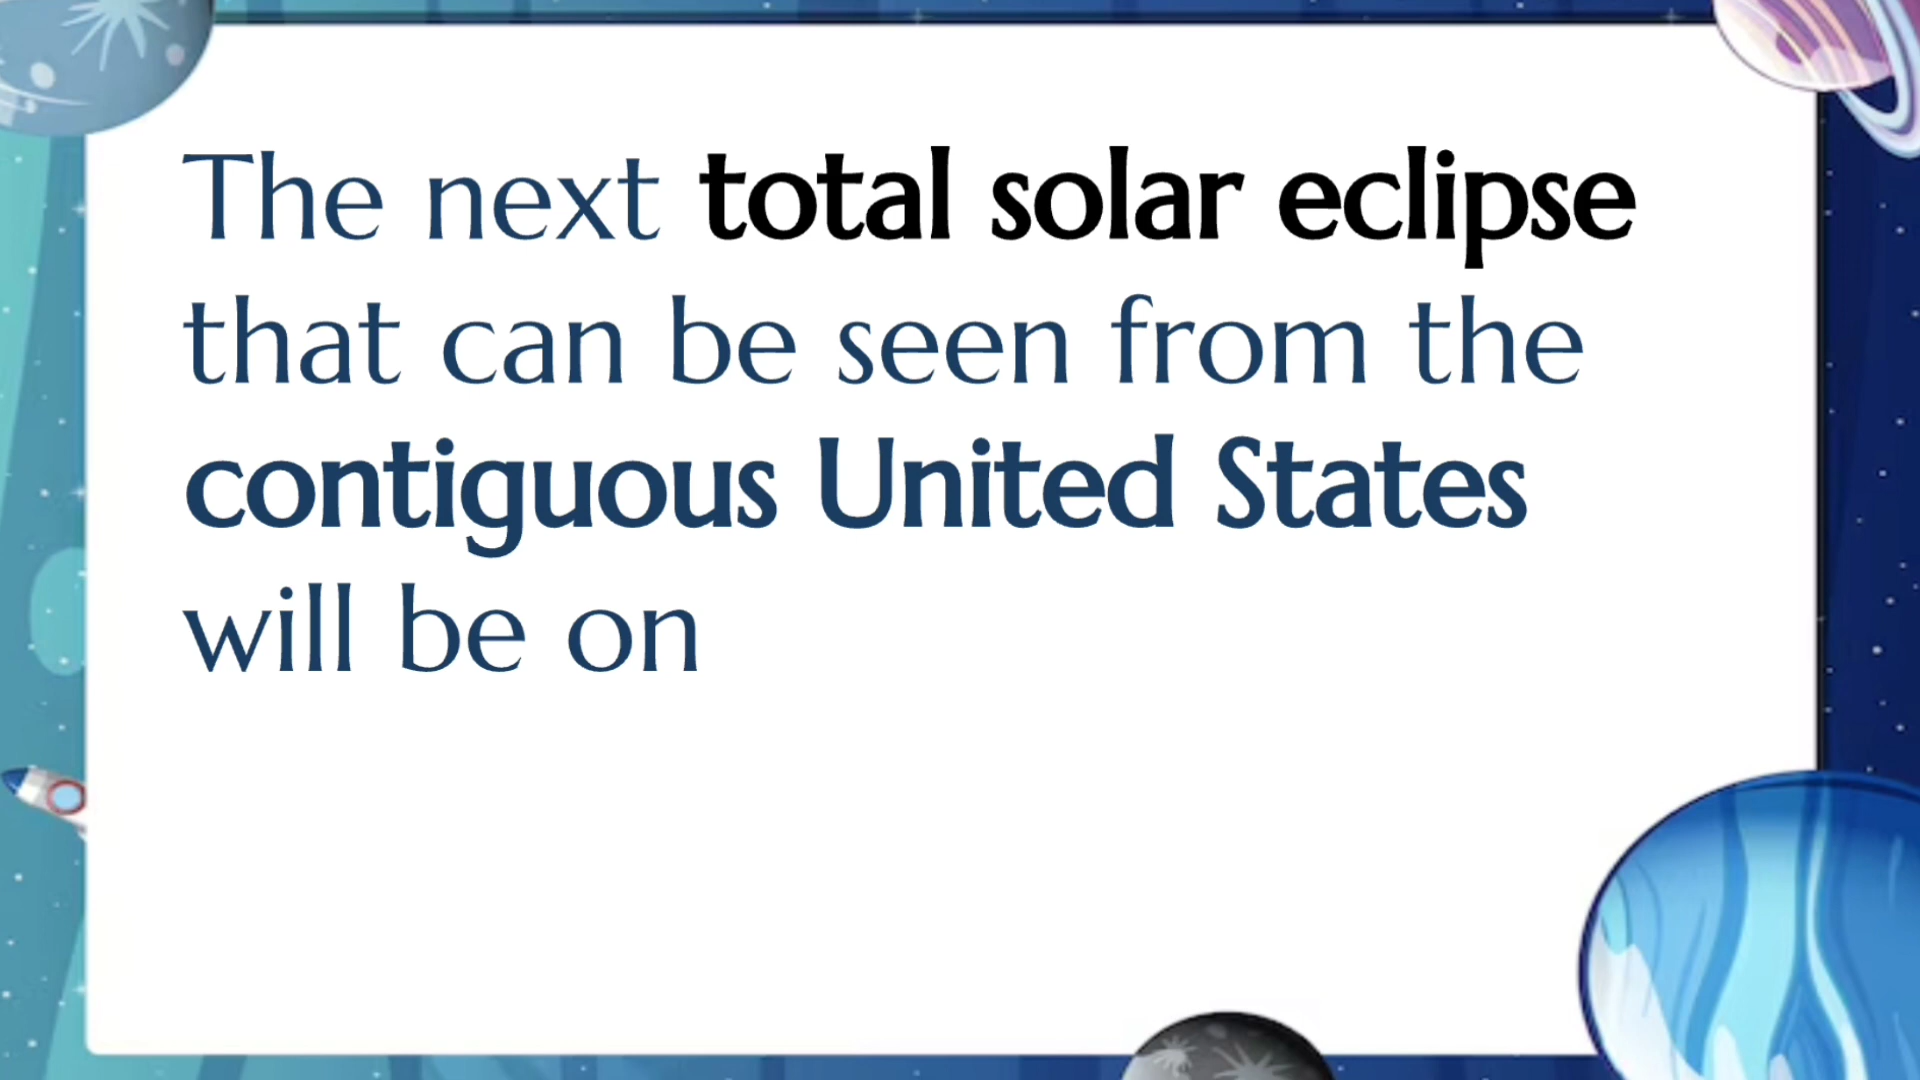 The next total solar eclipse
that can be seen from the
contiguous United States
will be on